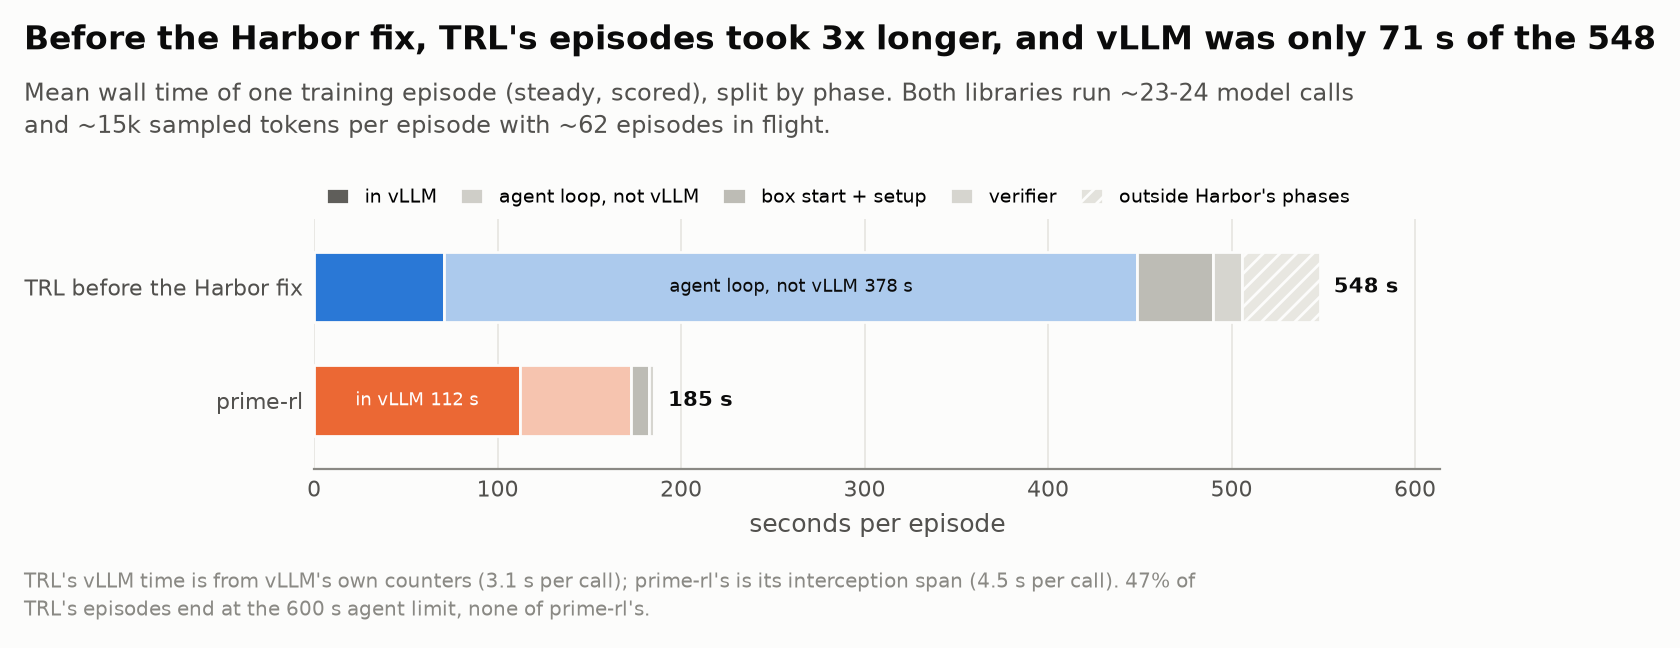 Before the Harbor fix, TRL's episodes took 3x longer, and vLLM was only 71 s of the 548
Mean wall time of one training episode (steady, scored), split by phase. Both libraries run ~23-24 model calls
and ~15k sampled tokens per episode with ~62 episodes in flight.
in vLLM agent loop, not vLLM box start + setup verifier outside Harbor's phases
TRL before the Harbor fix agent loop, not vLLM 378 s 548 s
prime-rl in vLLM 112 s 185 s
0 100 200 300 400 500 600
seconds per episode
TRL's vLLM time is from vLLM's own counters (3.1 s per call); prime-rl's is its interception span (4.5 s per call). 47% of
TRL's episodes end at the 600 s agent limit, none of prime-rl's.